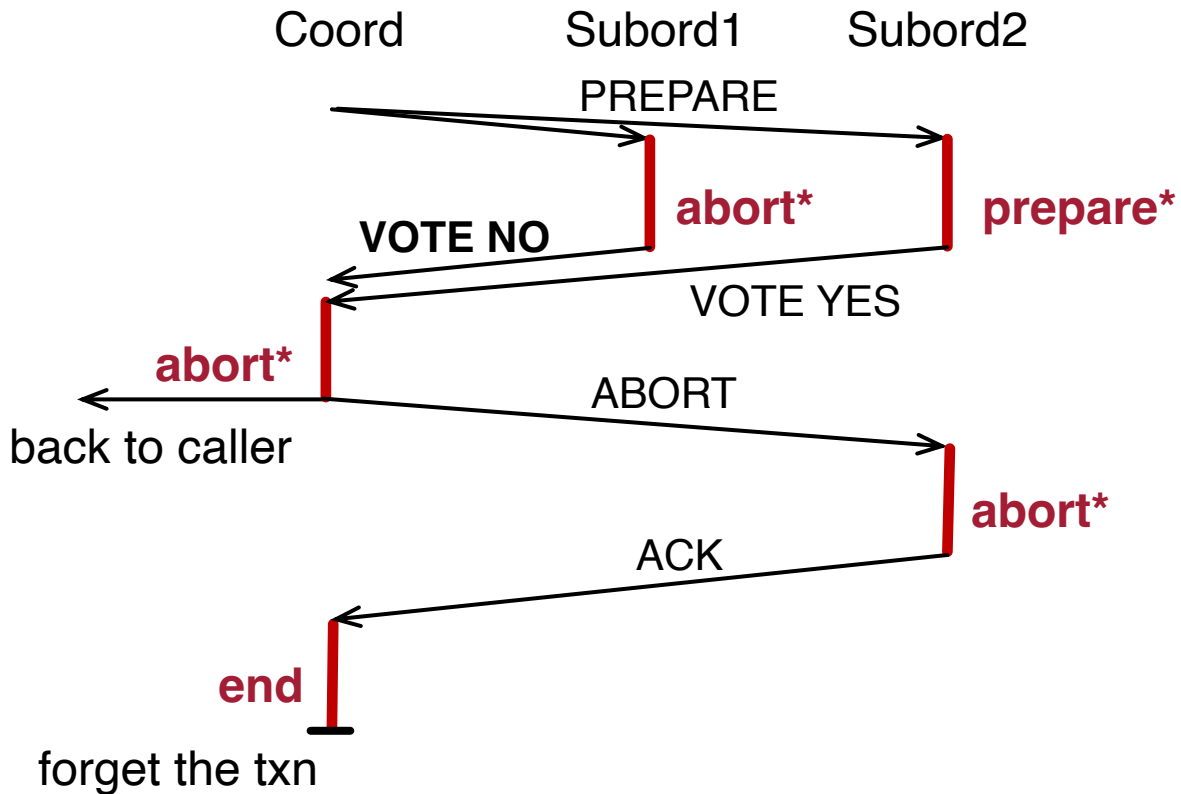 Coord Subord1 Subord2
PREPARE
abort* prepare*
VOTE NO
VOTE YES
abort*
ABORT
back to caller
abort*
ACK
end
forget the txn